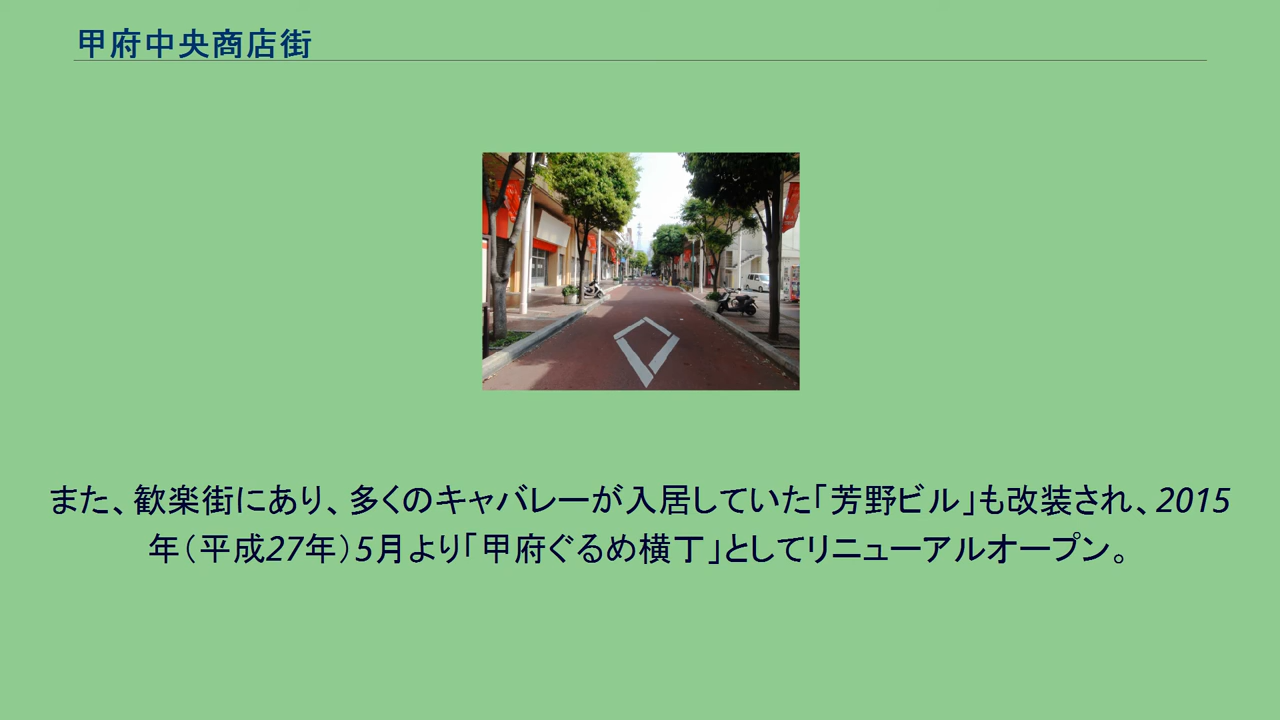 甲府中央商店街
また、歓楽街にあり、多くのキャバレーが入居していた「芳野ビル」も改装され、2015
年（平成27年）5月より「甲府ぐるめ横丁」としてリニューアルオープン。